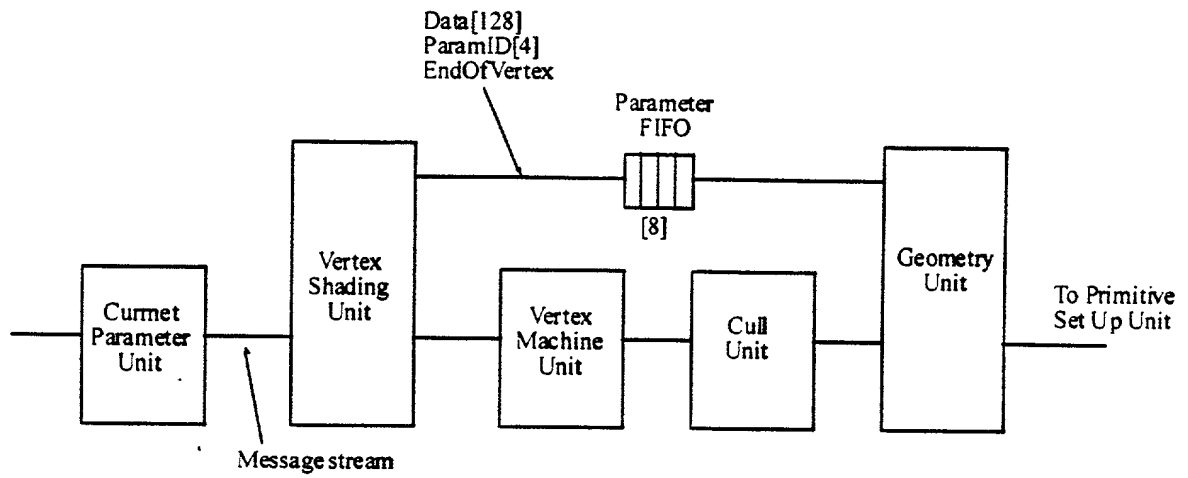 Data[128]
ParamID[4]
EndOfVertex
Parameter
FIFO
[8]
Vertex
Shading
Unit
Geometry
Unit
Currnet
Parameter
Unit
Vertex
Machine
Unit
Cull
Unit
To Primitive
Set Up Unit
Message stream